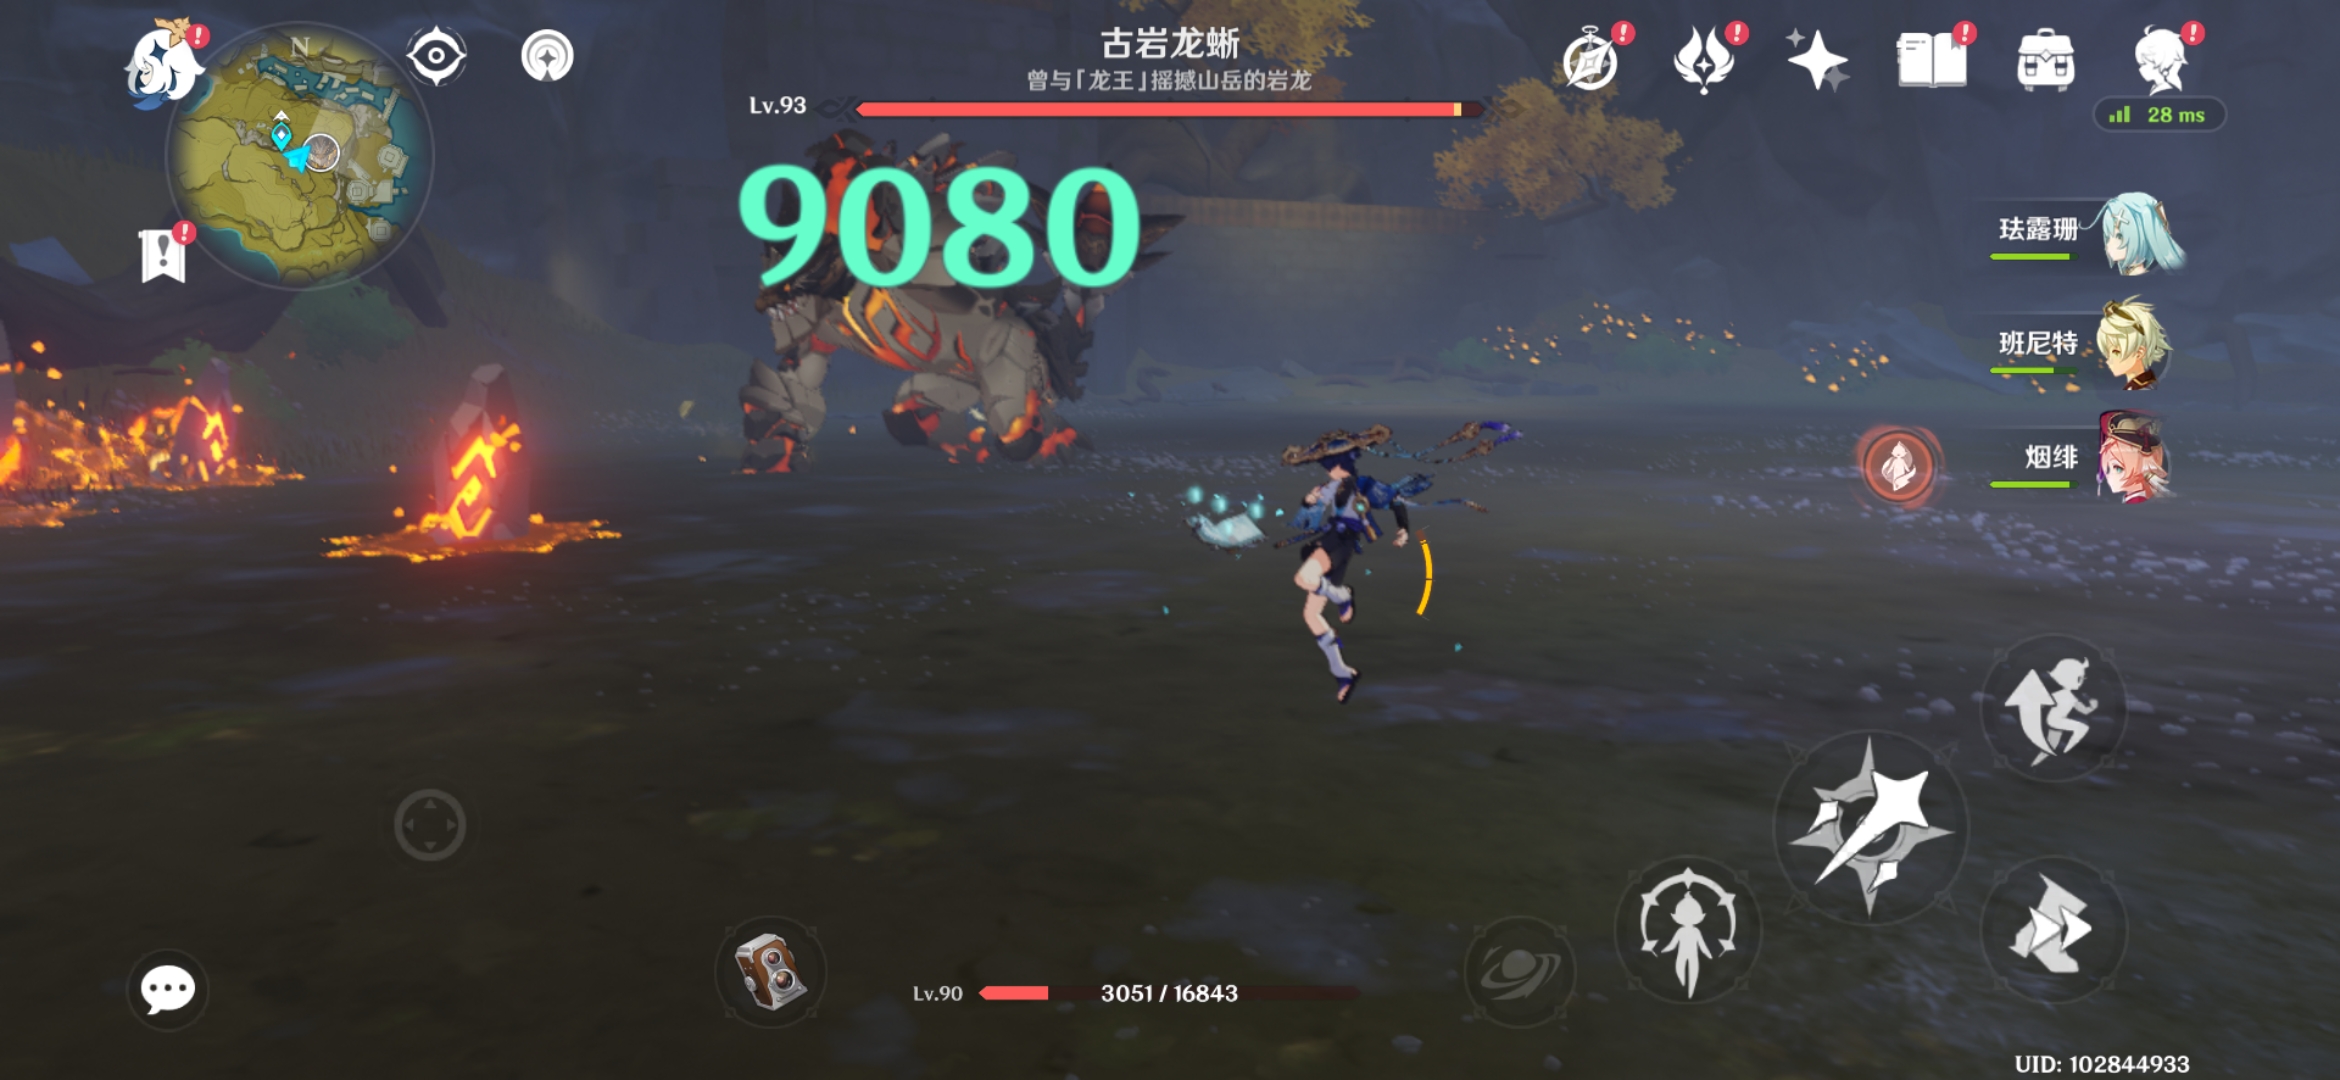 N
古岩龙蜥
曾与「龙王」摇撼山岳的岩龙
Lv.93
28 ms
9080
珐露珊
班尼特
烟绯
Lv.90
3051 / 16843
UID: 102844933